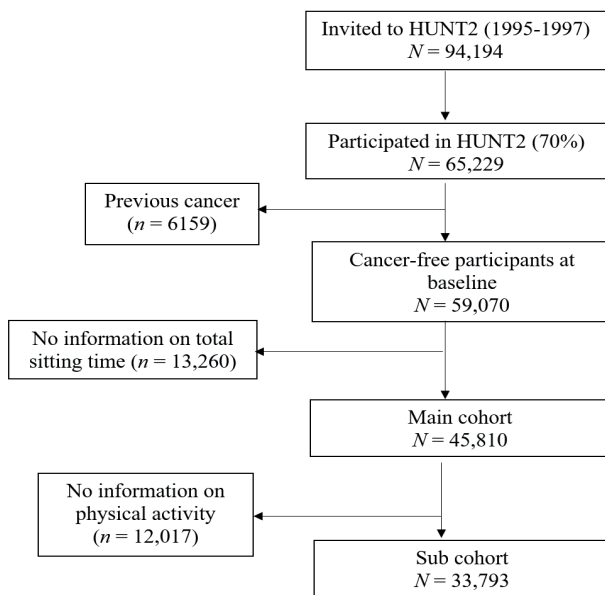 Invited to HUNT2 (1995-1997)
N = 94,194
Participated in HUNT2 (70%)
N = 65,229
Previous cancer
(n = 6159)
Cancer-free participants at
baseline
N = 59,070
No information on total
sitting time (n = 13,260)
Main cohort
N = 45,810
No information on
physical activity
(n = 12,017)
Sub cohort
N = 33,793